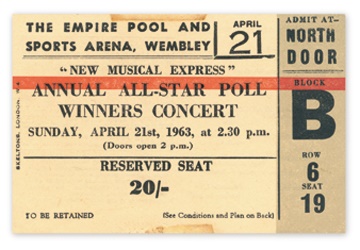 THE EMPIRE POOL AND
SPORTS ARENA, WEMBLEY
APRIL
21
"NEW MUSICAL EXPRESS"
ANNUAL ALL-STAR POLL
WINNERS CONCERT
SUNDAY, APRIL 21st, 1963, at 2.30 p.m.
(Doors open 2 p.m.)
RESERVED SEAT
20/-
TO BE RETAINED
(See Conditions and Plan on Back)
SKELTONS, LONDON
ADMIT AT—
NORTH
DOOR
BLOCK
B
ROW
6
SEAT
19